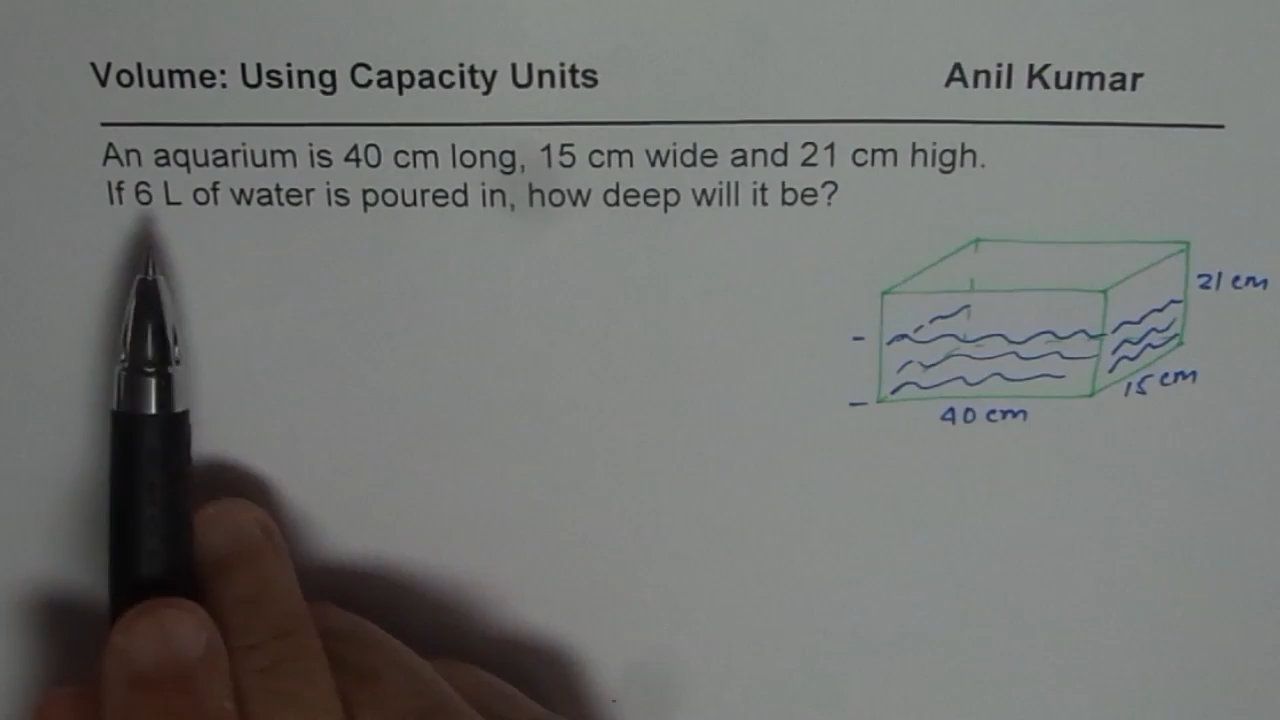 Volume: Using Capacity Units Anil Kumar
An aquarium is 40 cm long, 15 cm wide and 21 cm high.
If 6 L of water is poured in, how deep will it be?
21 cm
15 cm
40 cm